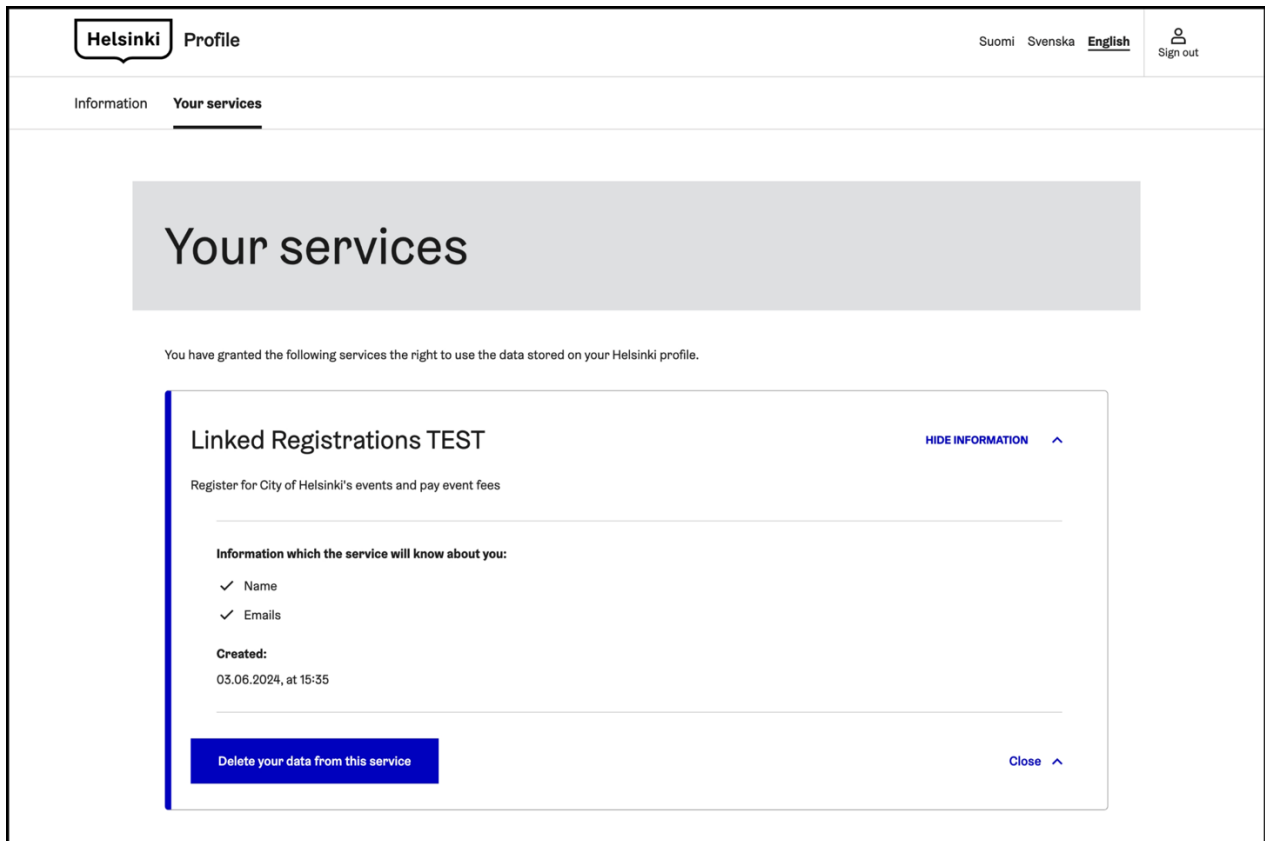 Helsinki Profile
Suomi Svenska English
Sign out
Information Your services
Your services
You have granted the following services the right to use the data stored on your Helsinki profile.
Linked Registrations TEST
HIDE INFORMATION
Register for City of Helsinki's events and pay event fees
Information which the service will know about you:
Name
Emails
Created:
03.06.2024, at 15:35
Delete your data from this service
Close